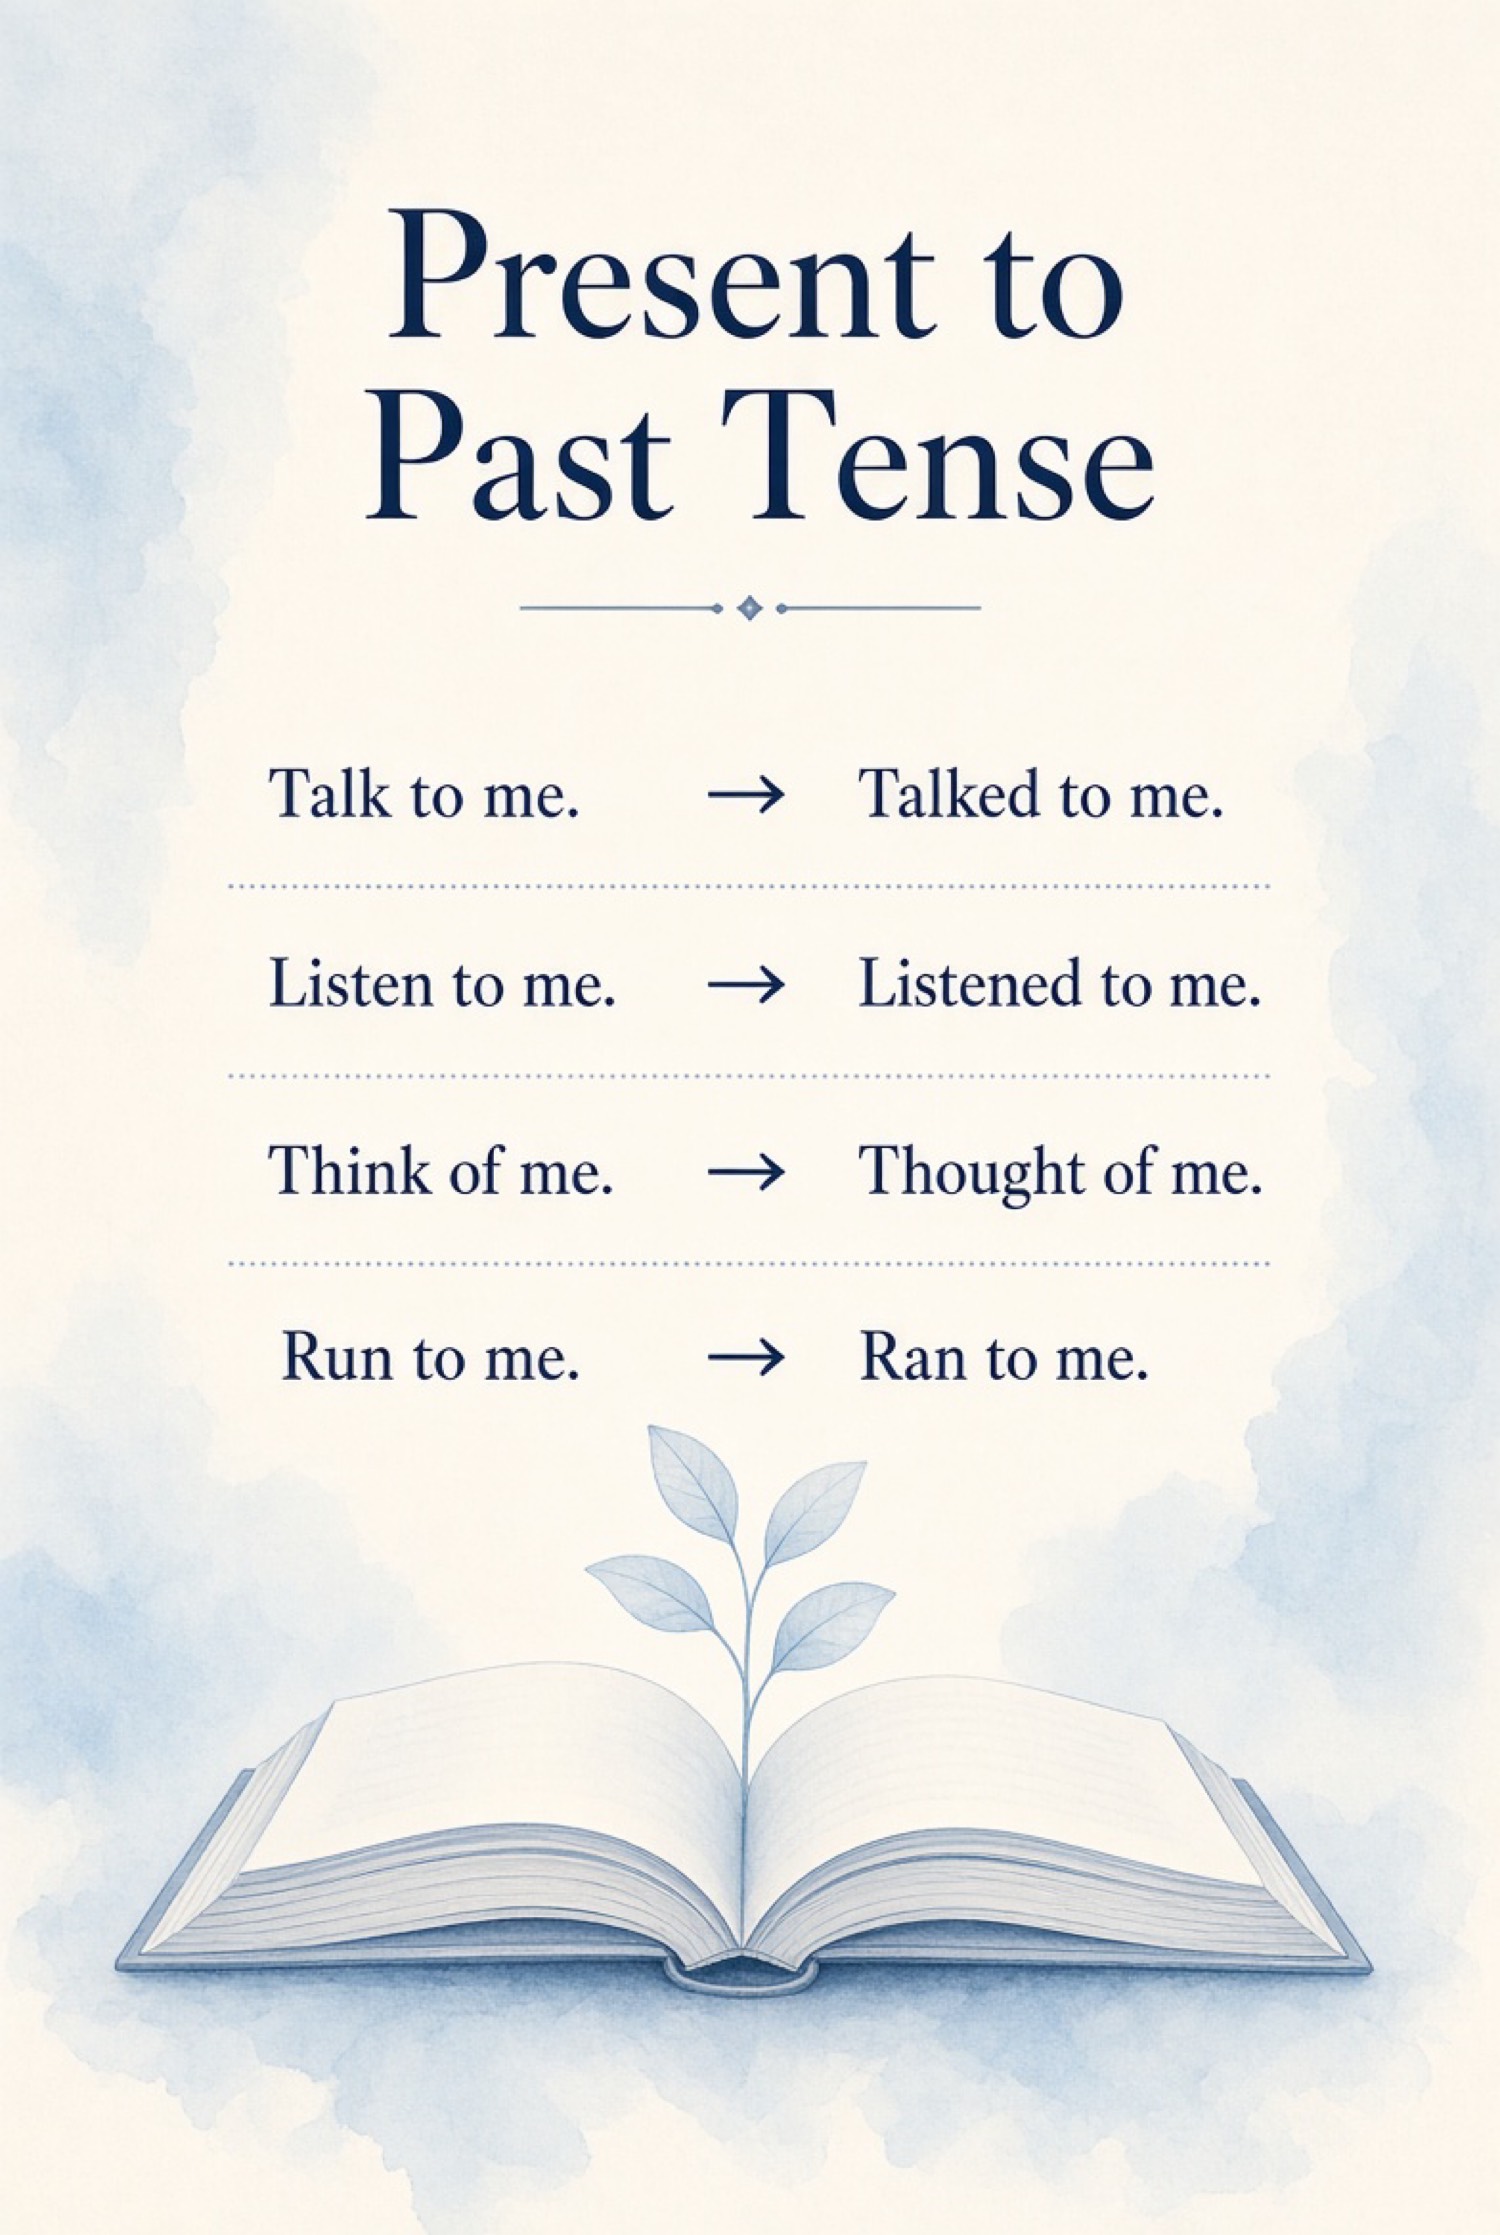 Present to
Past Tense
Talk to me. → Talked to me.
Listen to me. → Listened to me.
Think of me. → Thought of me.
Run to me. → Ran to me.